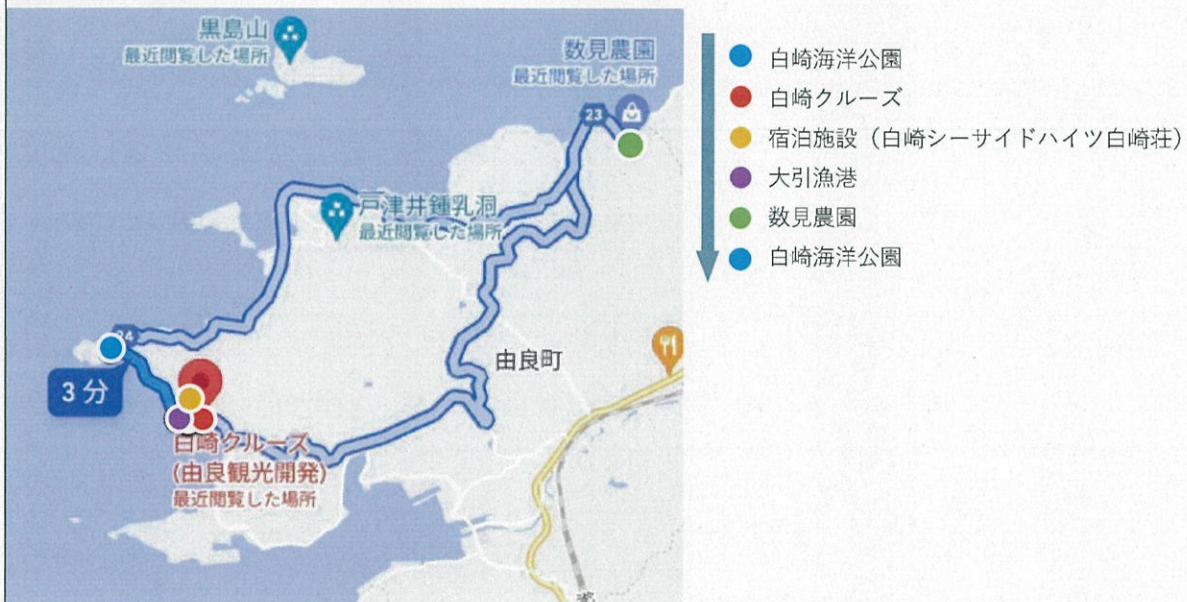 黒島山
最近閲覧した場所
数見農園
最近閲覧した場所
23
戸津井鍾乳洞
最近閲覧した場所
24
3 分
由良町
白崎クルーズ
(由良観光開発)
最近閲覧した場所
白崎海洋公園
白崎クルーズ
宿泊施設（白崎シーサイドハイツ白崎荘）
大引漁港
数見農園
白崎海洋公園